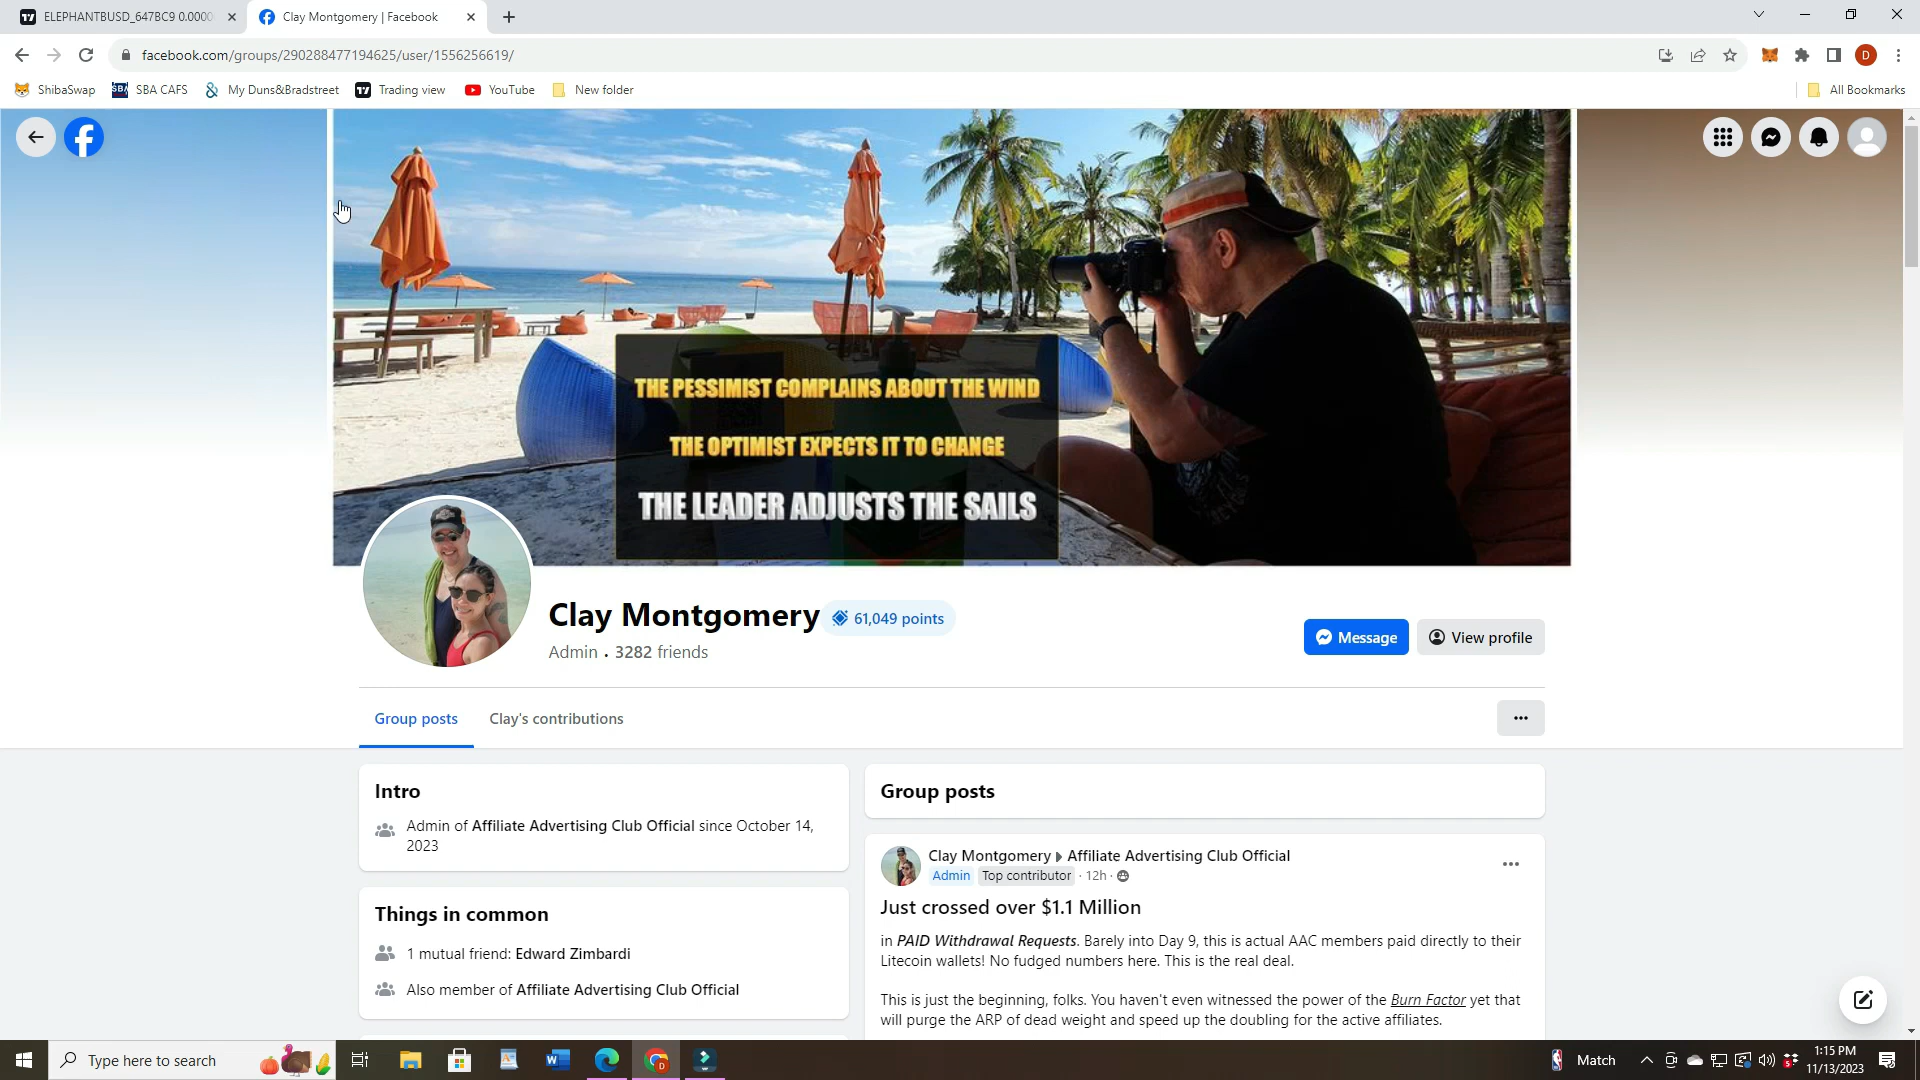 ELEPHANTBUSD_647BC9 0.0000
Clay Montgomery | Facebook
facebook.com/groups/290288477194625/user/1556256619/
D
ShibaSwap
SBA CAFS
My Duns&Bradstreet
Trading view
YouTube
New folder
All Bookmarks
THE PESSIMIST COMPLAINS ABOUT THE WIND
THE OPTIMIST EXPECTS IT TO CHANGE
THE LEADER ADJUSTS THE SAILS
Clay Montgomery
61,049 points
Admin · 3282 friends
Message
View profile
Group posts
Clay's contributions
Intro
Admin of Affiliate Advertising Club Official since October 14,
2023
Things in common
1 mutual friend: Edward Zimbardi
Also member of Affiliate Advertising Club Official
Group posts
Clay Montgomery ▸ Affiliate Advertising Club Official
Admin Top contributor · 12h ·
Just crossed over $1.1 Million
in PAID Withdrawal Requests. Barely into Day 9, this is actual AAC members paid directly to their
Litecoin wallets! No fudged numbers here. This is the real deal.
This is just the beginning, folks. You haven't even witnessed the power of the Burn Factor yet that
will purge the ARP of dead weight and speed up the doubling for the active affiliates.
Type here to search
Match
1:15 PM
11/13/2023